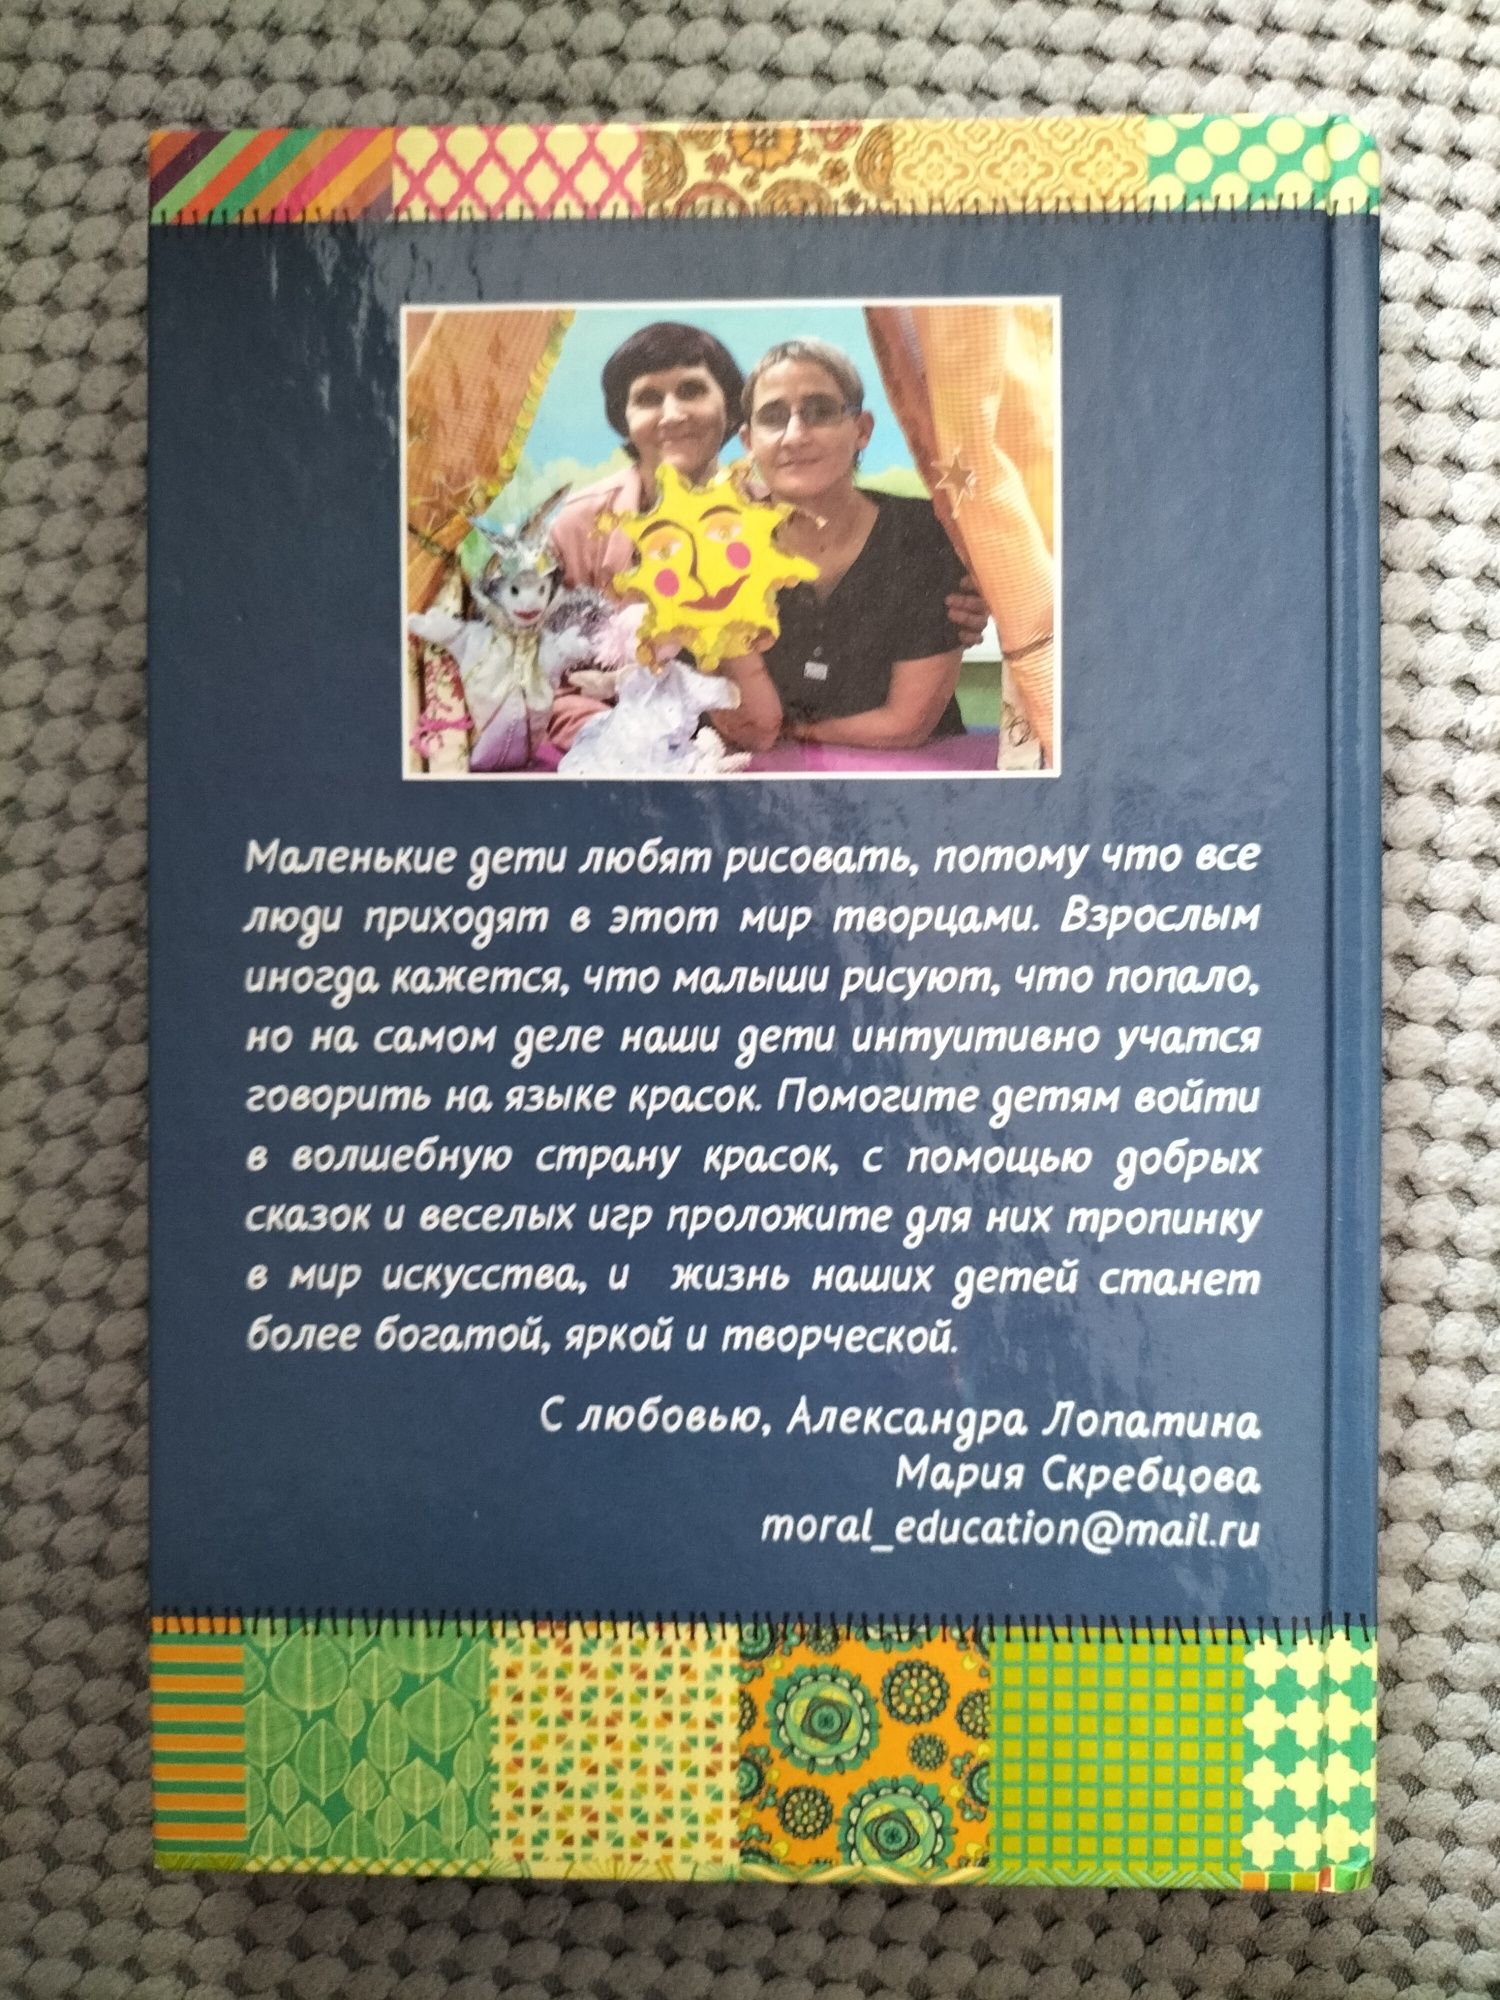 Маленькие дети любят рисовать, потому что все
люди приходят в этот мир творцами. Взрослым
иногда кажется, что малыши рисуют, что попало,
но на самом деле наши дети интуитивно учатся
говорить на языке красок. Помогите детям войти
в волшебную страну красок, с помощью добрых
сказок и веселых игр проложите для них тропинку
в мир искусства, и жизнь наших детей станет
более богатой, яркой и творческой.
С любовью, Александра Лопатина
Мария Скребцова
moral_education@mail.ru